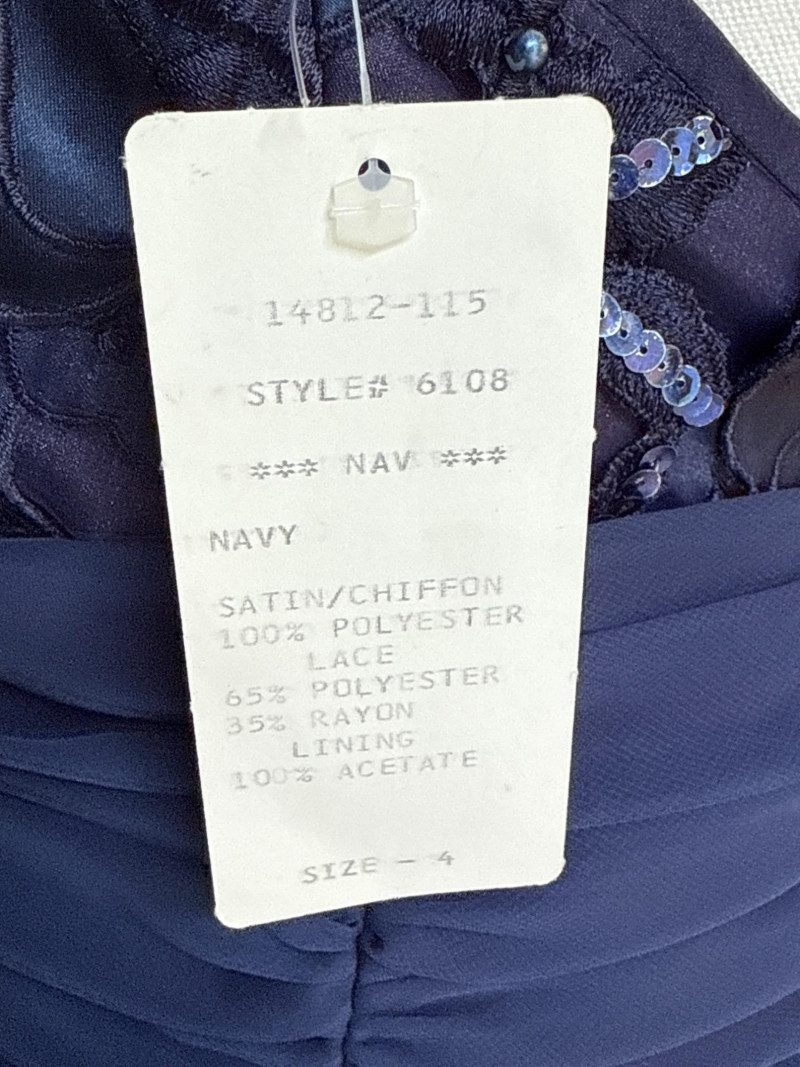 14812-115
STYLE# 6108
*** NAV ***
NAVY
SATIN/CHIFFON
100% POLYESTER
LACE
65% POLYESTER
35% RAYON
LINING
100% ACETATE
SIZE - 4